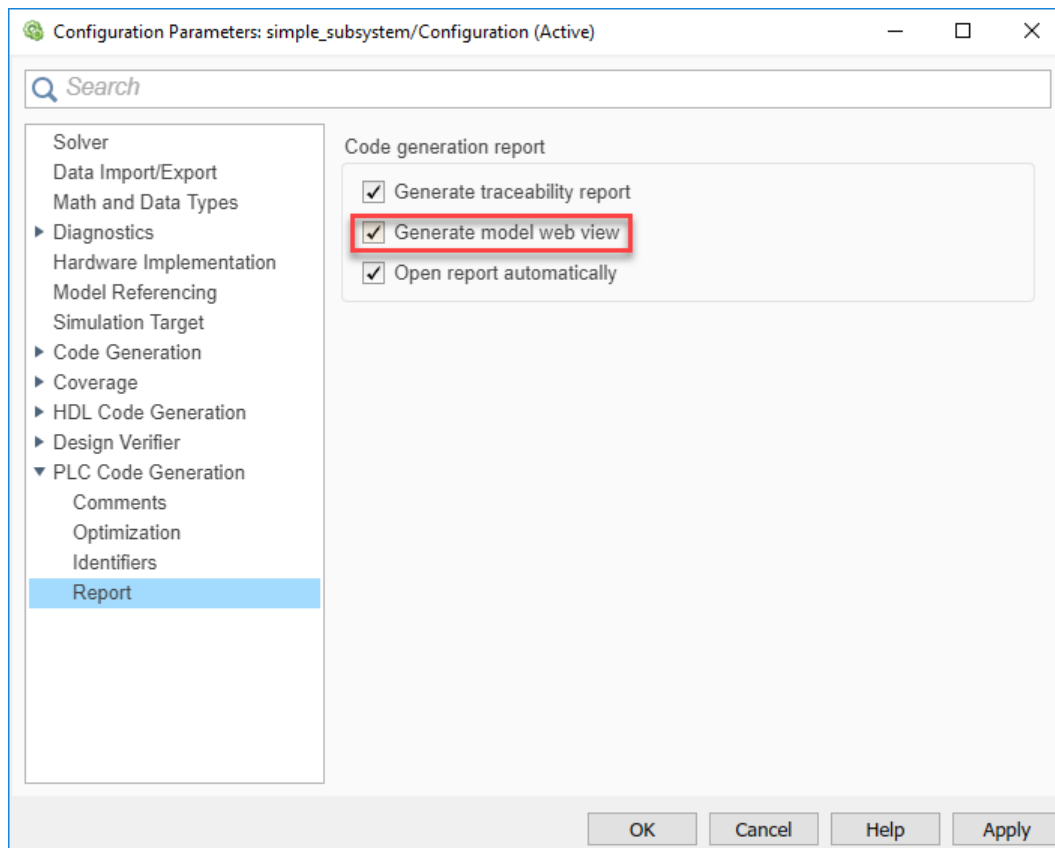 Configuration Parameters: simple_subsystem/Configuration (Active)
Search
Solver
Data Import/Export
Math and Data Types
Diagnostics
Hardware Implementation
Model Referencing
Simulation Target
Code Generation
Coverage
HDL Code Generation
Design Verifier
PLC Code Generation
Comments
Optimization
Identifiers
Report
Code generation report
Generate traceability report
Generate model web view
Open report automatically
OK
Cancel
Help
Apply